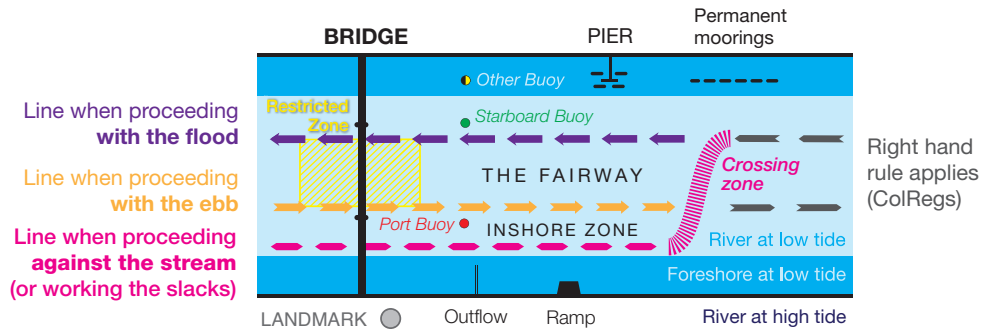 Permanent
moorings
BRIDGE
PIER
Other Buoy
Restricted
Zone
Starboard Buoy
Line when proceeding
with the flood
THE FAIRWAY
Crossing
zone
Right hand
rule applies
(ColRegs)
Line when proceeding
with the ebb
Port Buoy
INSHORE ZONE
Line when proceeding
against the stream
(or working the slacks)
River at low tide
Foreshore at low tide
LANDMARK
Outflow
Ramp
River at high tide